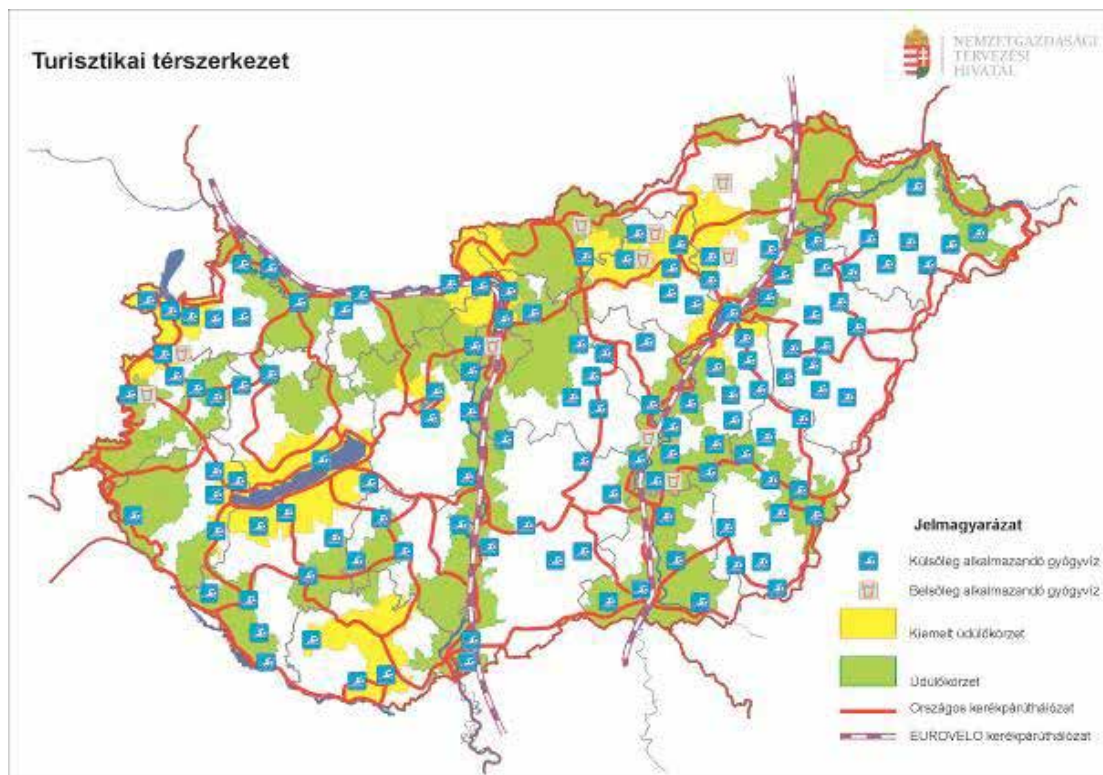 Turisztikai térszerkezet
NEMZETGAZDASÁGI
TERVEZÉSI
HIVATAL
Jelmagyarázat
Külsőleg alkalmazandó gyógyvíz
Belsőleg alkalmazandó gyógyvíz
Kiemelt üdülőkörzet
Üdülőkörzet
Országos kerékpárúthálózat
EUROVELO kerékpárúthálózat